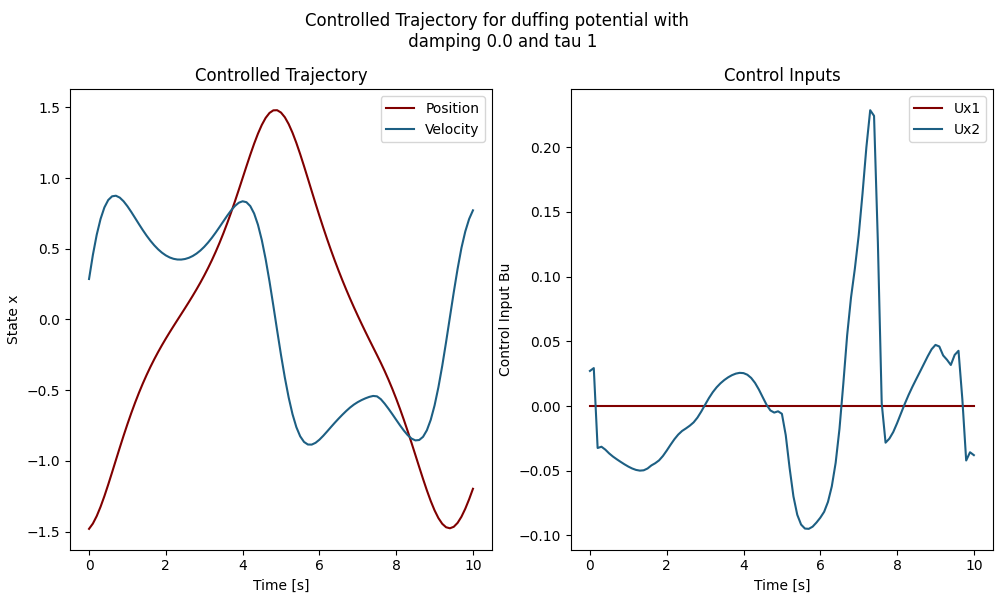 Controlled Trajectory for duffing potential with
damping 0.0 and tau 1
Controlled Trajectory
Position
Velocity
State x
1.5
1.0
0.5
0.0
−0.5
−1.0
−1.5
0 2 4 6 8 10
Time [s]
Control Inputs
Ux1
Ux2
Control Input Bu
0.20
0.15
0.10
0.05
0.00
−0.05
−0.10
0 2 4 6 8 10
Time [s]